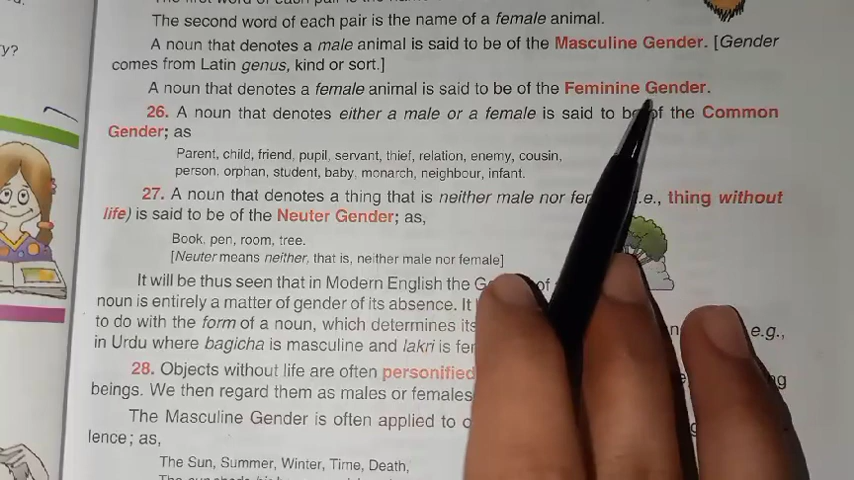 The second word of each pair is the name of a female animal.
A noun that denotes a male animal is said to be of the Masculine Gender. [Gender
comes from Latin genus, kind or sort.]
y?
A noun that denotes a female animal is said to be of the Feminine Gender.
26. A noun that denotes either a male or a female is said to be of the Common
Gender; as
Parent, child, friend, pupil, servant, thief, relation, enemy, cousin,
person, orphan, student, baby, monarch, neighbour, infant.
27. A noun that denotes a thing that is neither male nor i.e., thing without
life) is said to be of the Neuter Gender; as,
Book, pen, room, tree.
[Neuter means neither, that is, neither male nor female]
It will be thus seen that in Modern English the of
noun is entirely a matter of gender of its absence. It
to do with the form of a noun, which determines its e.g.,
in Urdu where bagicha is masculine and lakri is
28. Objects without life are often personified
beings. We then regard them as males or females
The Masculine Gender is often applied to
lence; as,
The Sun, Summer, Winter, Time, Death,